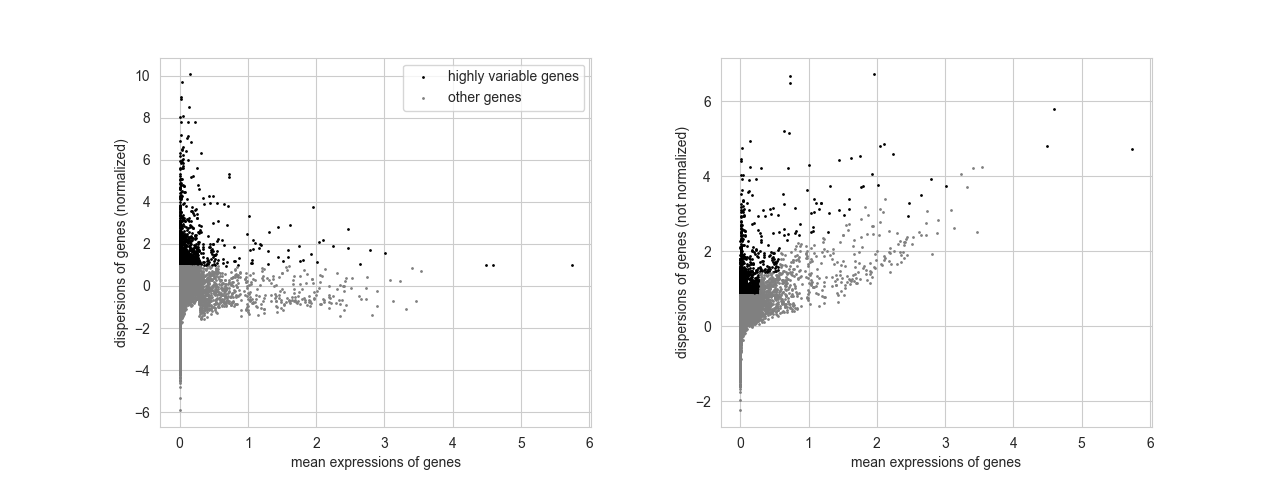 dispersions of genes (normalized)
10
8
6
4
2
0
−2
−4
−6
highly variable genes
other genes
0 1 2 3 4 5 6
mean expressions of genes
dispersions of genes (not normalized)
6
4
2
0
−2
0 1 2 3 4 5 6
mean expressions of genes